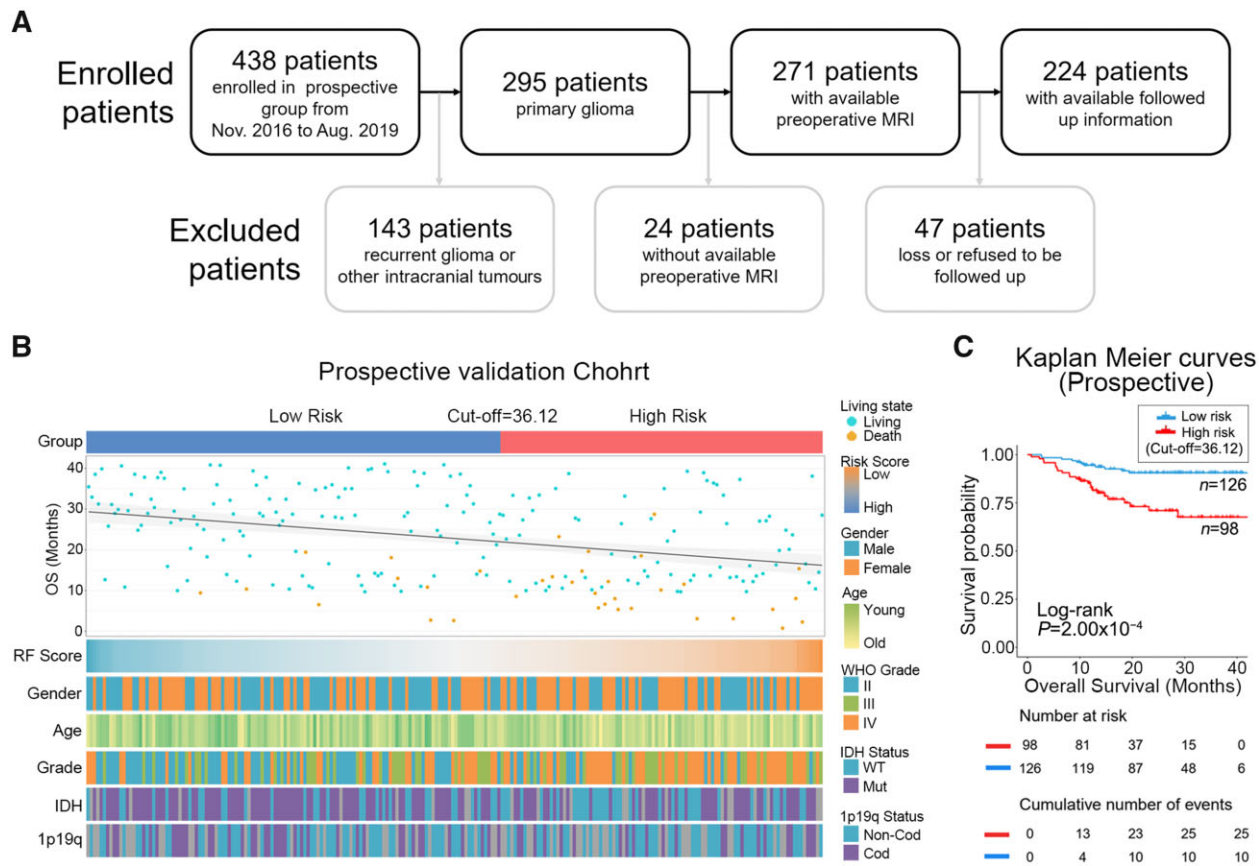 A
Enrolled
patients
438 patients
enrolled in prospective
group from
Nov. 2016 to Aug. 2019
295 patients
primary glioma
271 patients
with available
preoperative MRI
224 patients
with available followed
up information
Excluded
patients
143 patients
recurrent glioma or
other intracranial tumours
24 patients
without available
preoperative MRI
47 patients
loss or refused to be
followed up
B
Prospective validation Chohrt
Low Risk Cut-off=36.12 High Risk
Group
OS (Months)
40
30
20
10
0
RF Score
Gender
Age
Grade
IDH
1p19q
Living state
Living
Death
Risk Score
Low
High
Gender
Male
Female
Age
Young
Old
WHO Grade
II
III
IV
IDH Status
WT
Mut
1p19q Status
Non-Cod
Cod
C
Kaplan Meier curves
(Prospective)
Low risk
High risk
(Cut-off=36.12)
Survival probability
1.00
0.75
0.50
0.25
0.00
n=126
n=98
Log-rank
P=2.00x10⁻⁴
0 10 20 30 40
Overall Survival (Months)
Number at risk
98 81 37 15 0
126 119 87 48 6
Cumulative number of events
0 13 23 25 25
0 4 10 10 10